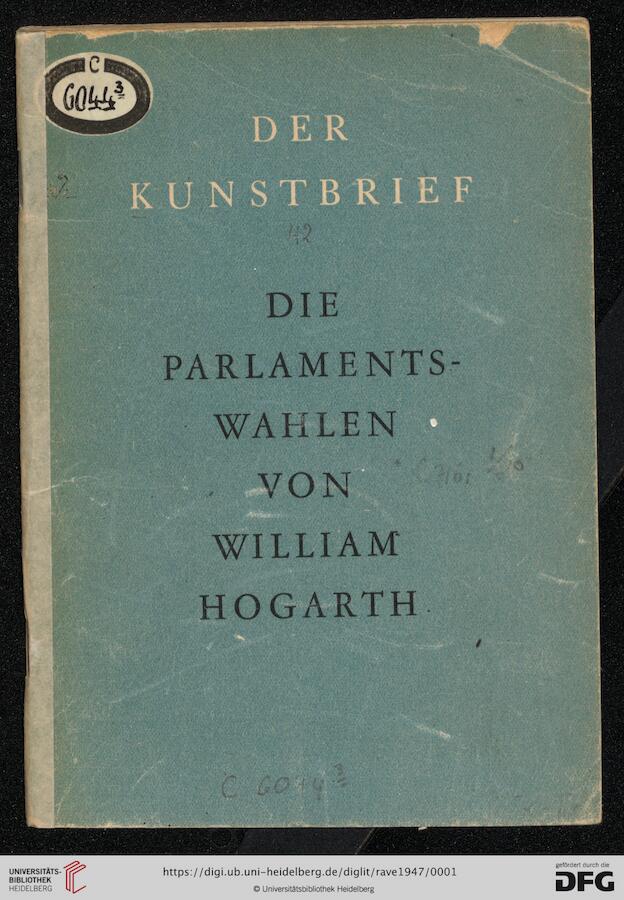 C
6044³
DER
KUNSTBRIEF
42
DIE
PARLAMENTS-
WAHLEN
VON
WILLIAM
HOGARTH
C 6044³
UNIVERSITÄTS-
BIBLIOTHEK
HEIDELBERG
https://digi.ub.uni-heidelberg.de/diglit/rave1947/0001
© Universitätsbibliothek Heidelberg
gefördert durch die
DFG